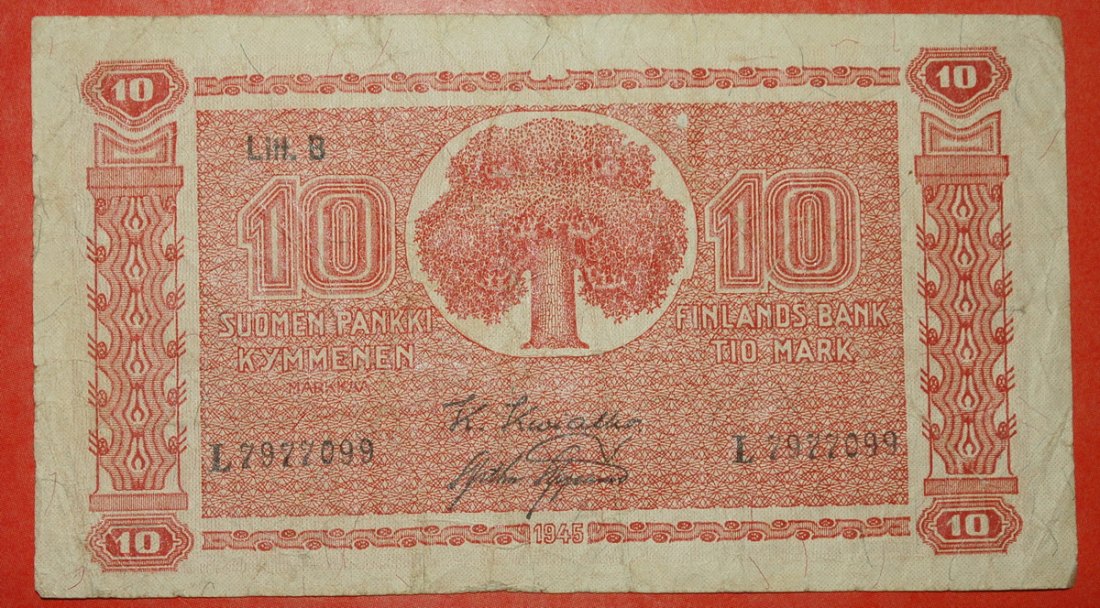 10 10
Litt. B
10 10
SUOMEN PANKKI FINLANDS BANK
KYMMENEN TIO MARK
MARKKAA
L 7977099 L 7977099
1945
10 10